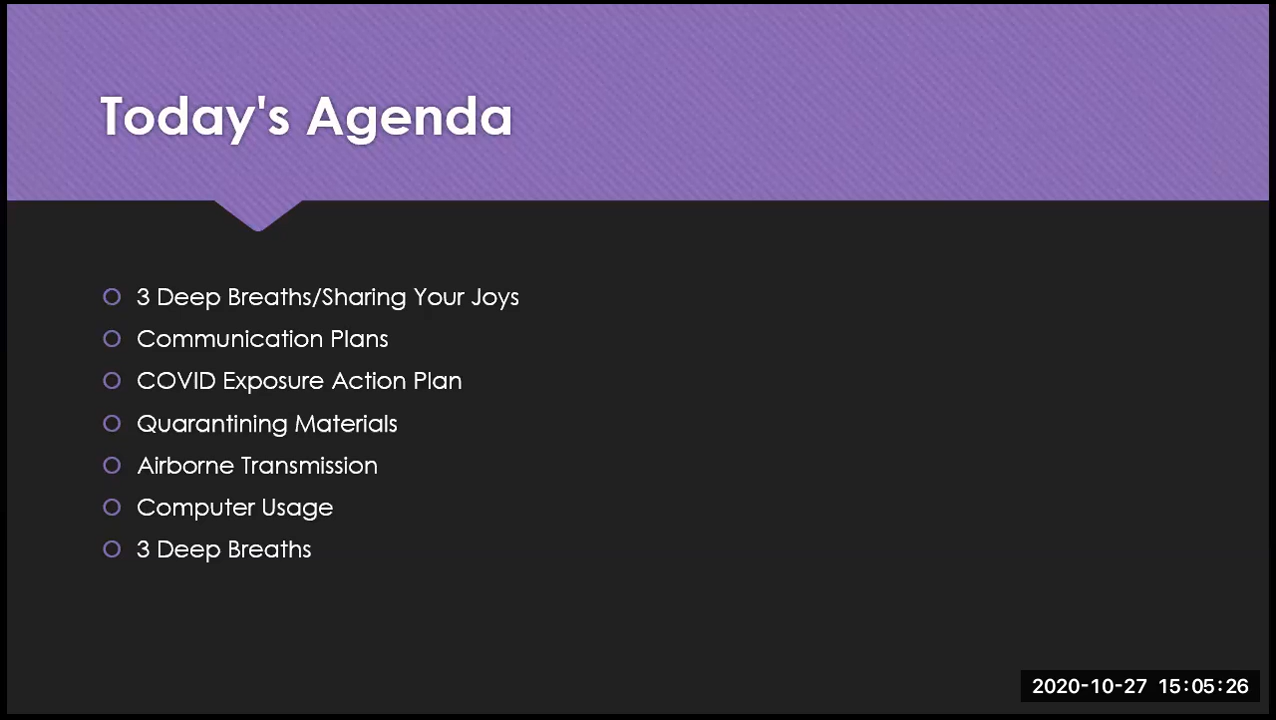 Today's Agenda
3 Deep Breaths/Sharing Your Joys
Communication Plans
COVID Exposure Action Plan
Quarantining Materials
Airborne Transmission
Computer Usage
3 Deep Breaths
2020-10-27 15:05:26